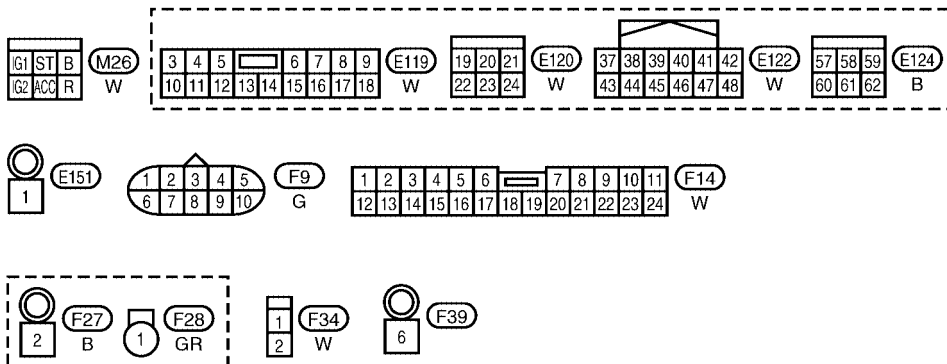 IG1 ST B M26
IG2 ACC R W
3 4 5 6 7 8 9 E119
10 11 12 13 14 15 16 17 18 W
19 20 21 E120
22 23 24 W
37 38 39 40 41 42 E122
43 44 45 46 47 48 W
57 58 59 E124
60 61 62 B
1 E151
1 2 3 4 5 F9
6 7 8 9 10 G
1 2 3 4 5 6 7 8 9 10 11 F14
12 13 14 15 16 17 18 19 20 21 22 23 24 W
2 F27
B
1 F28
GR
1 F34
2 W
6 F39